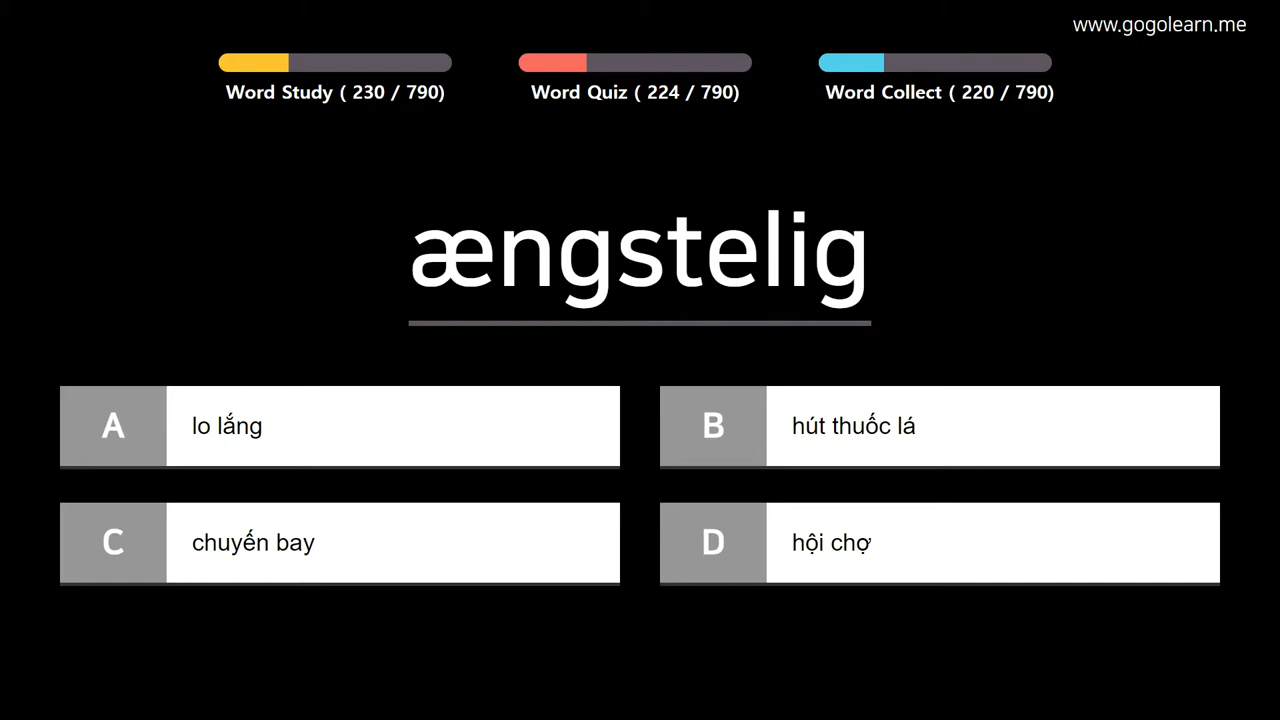 www.gogolearn.me
Word Study ( 230 / 790)
Word Quiz ( 224 / 790)
Word Collect ( 220 / 790)
ængstelig
A
lo lắng
B
hút thuốc lá
C
chuyến bay
D
hội chợ